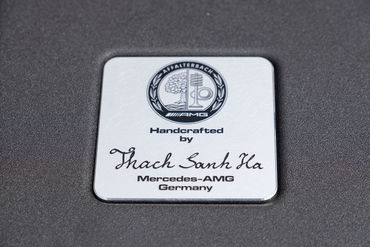 AFFALTERBACH
AMG
Handcrafted
by
Thach Sanh Ha
Mercedes-AMG
Germany